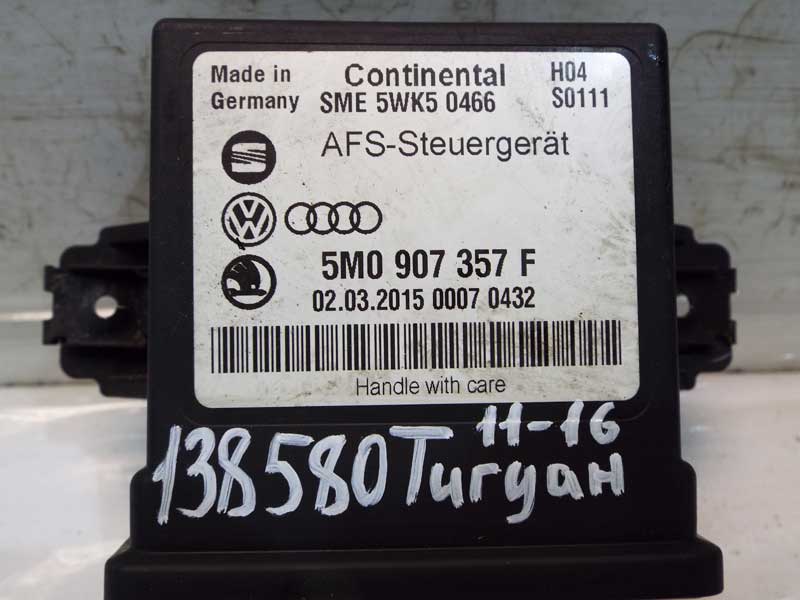 Made in Continental H04
Germany SME 5WK5 0466 S0111
AFS-Steuergerät
5M0 907 357 F
02.03.2015 0007 0432
Handle with care
11-16
138580 Тигуан